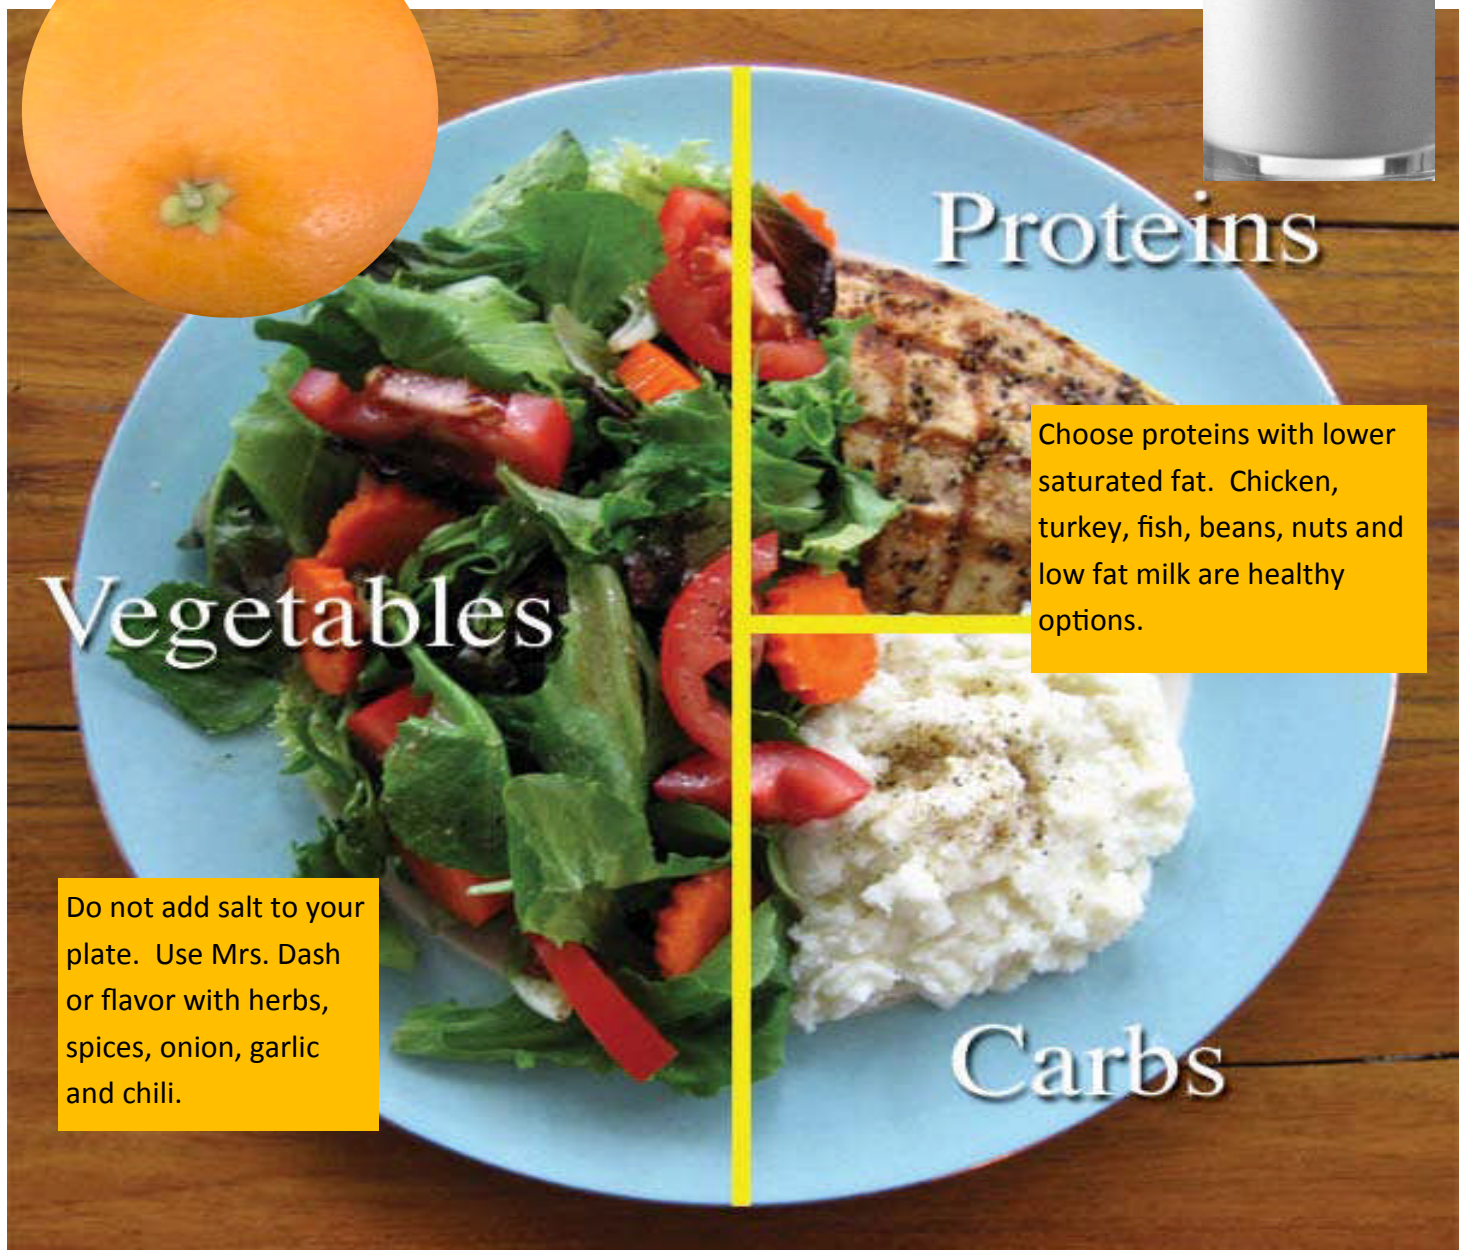 Proteins
Choose proteins with lower
saturated fat.  Chicken,
turkey, fish, beans, nuts and
low fat milk are healthy
options.
Vegetables
Do not add salt to your
plate.  Use Mrs. Dash
or flavor with herbs,
spices, onion, garlic
and chili.
Carbs